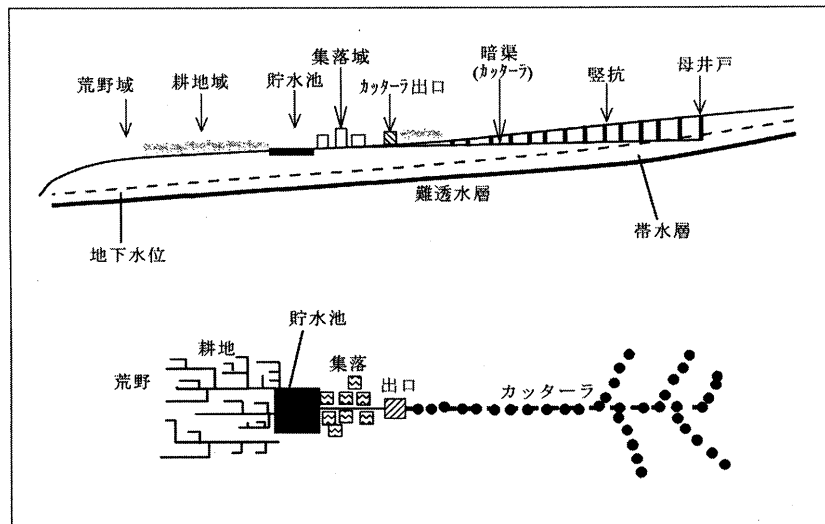 荒野域
耕地域
貯水池
集落域
カッターラ出口
暗渠
(カッターラ)
竪抗
母井戸
難透水層
帯水層
地下水位
貯水池
耕地
集落
荒野
出口
カッターラ